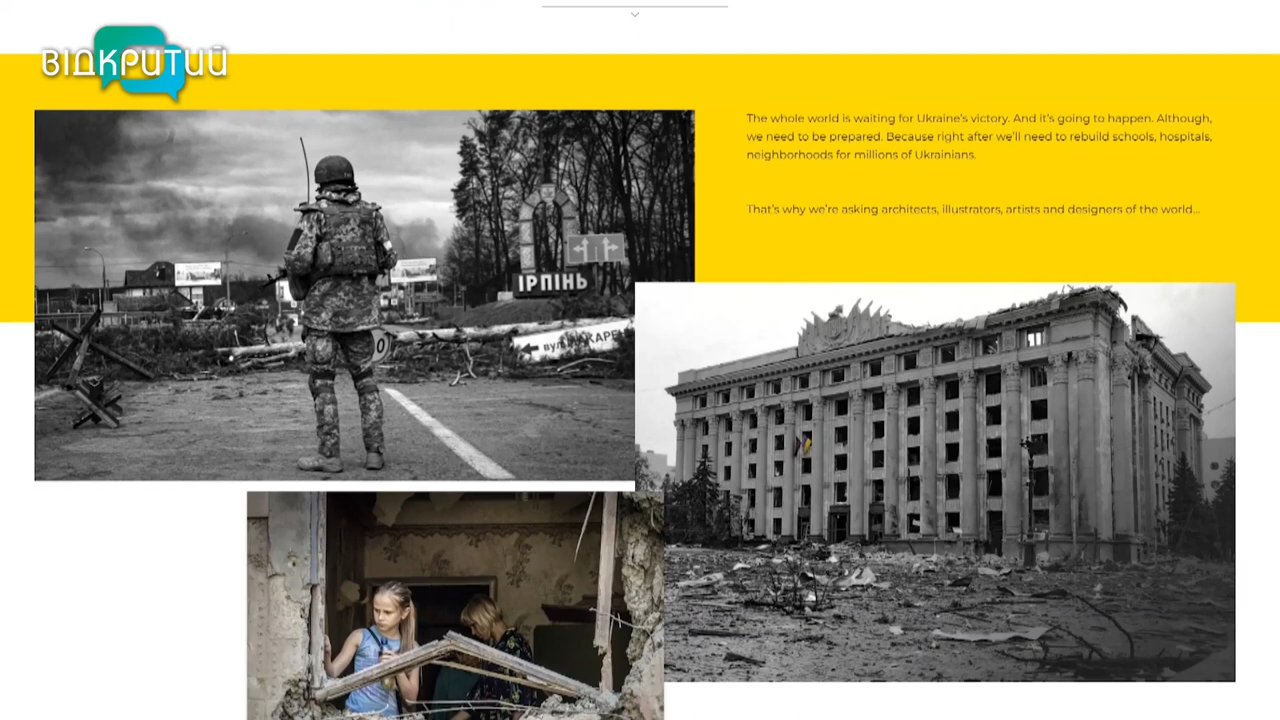 ВІДКРИТИЙ
The whole world is waiting for Ukraine's victory. And it's going to happen. Although,
we need to be prepared. Because right after we'll need to rebuild schools, hospitals,
neighborhoods for millions of Ukrainians.
That's why we're asking architects, illustrators, artists and designers of the world...
ІРПІНЬ